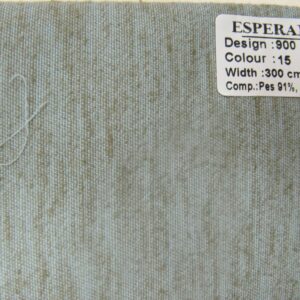 ESPERA
Design :900
Colour : 15
Width :300 cm
Comp.:Pes 91%,